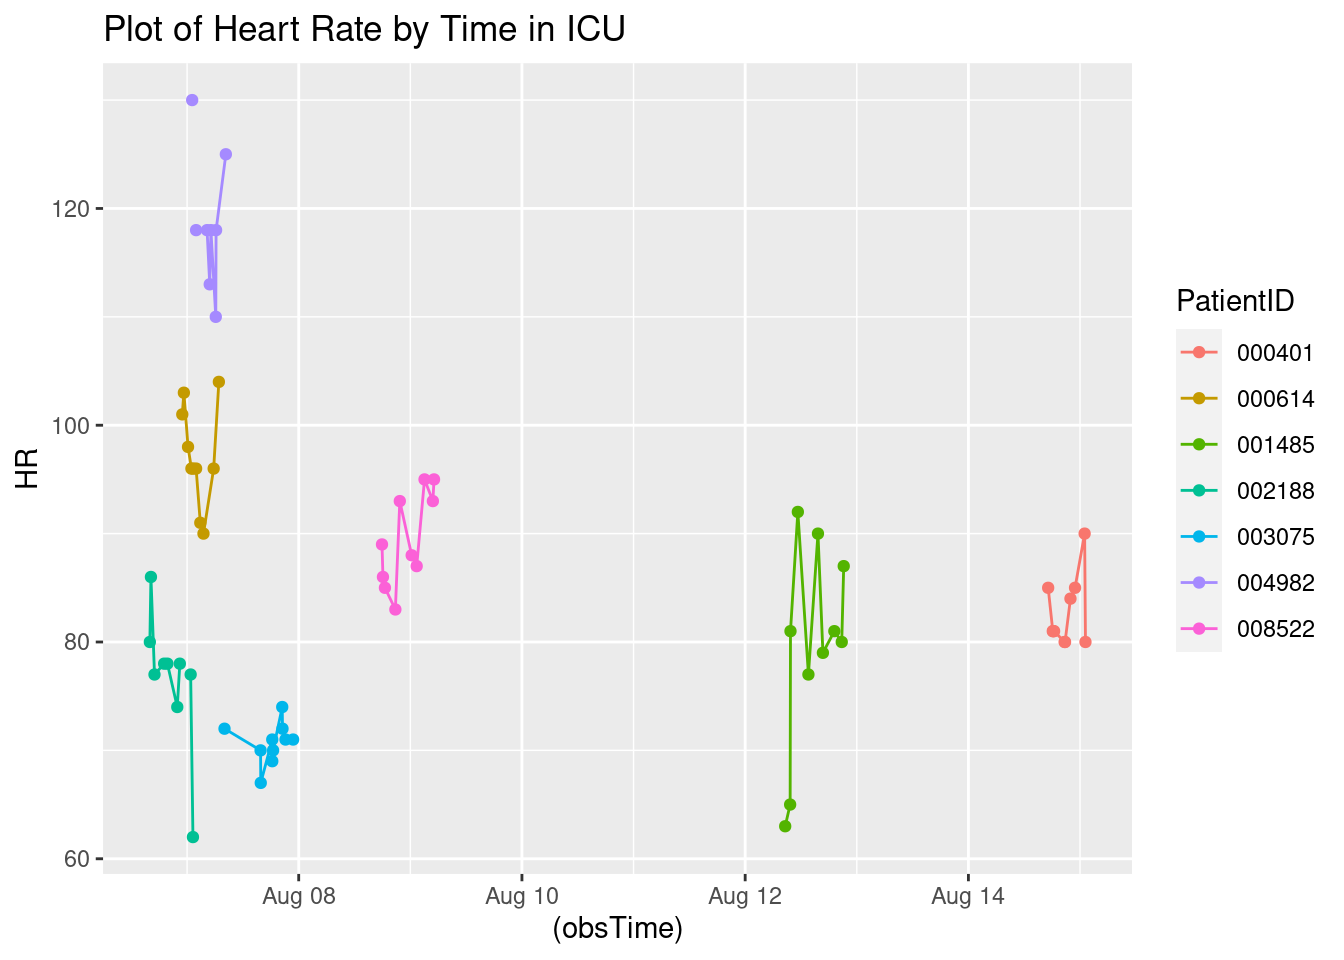 Plot of Heart Rate by Time in ICU
120
100
80
60
HR
Aug 08
Aug 10
Aug 12
Aug 14
(obsTime)
PatientID
000401
000614
001485
002188
003075
004982
008522